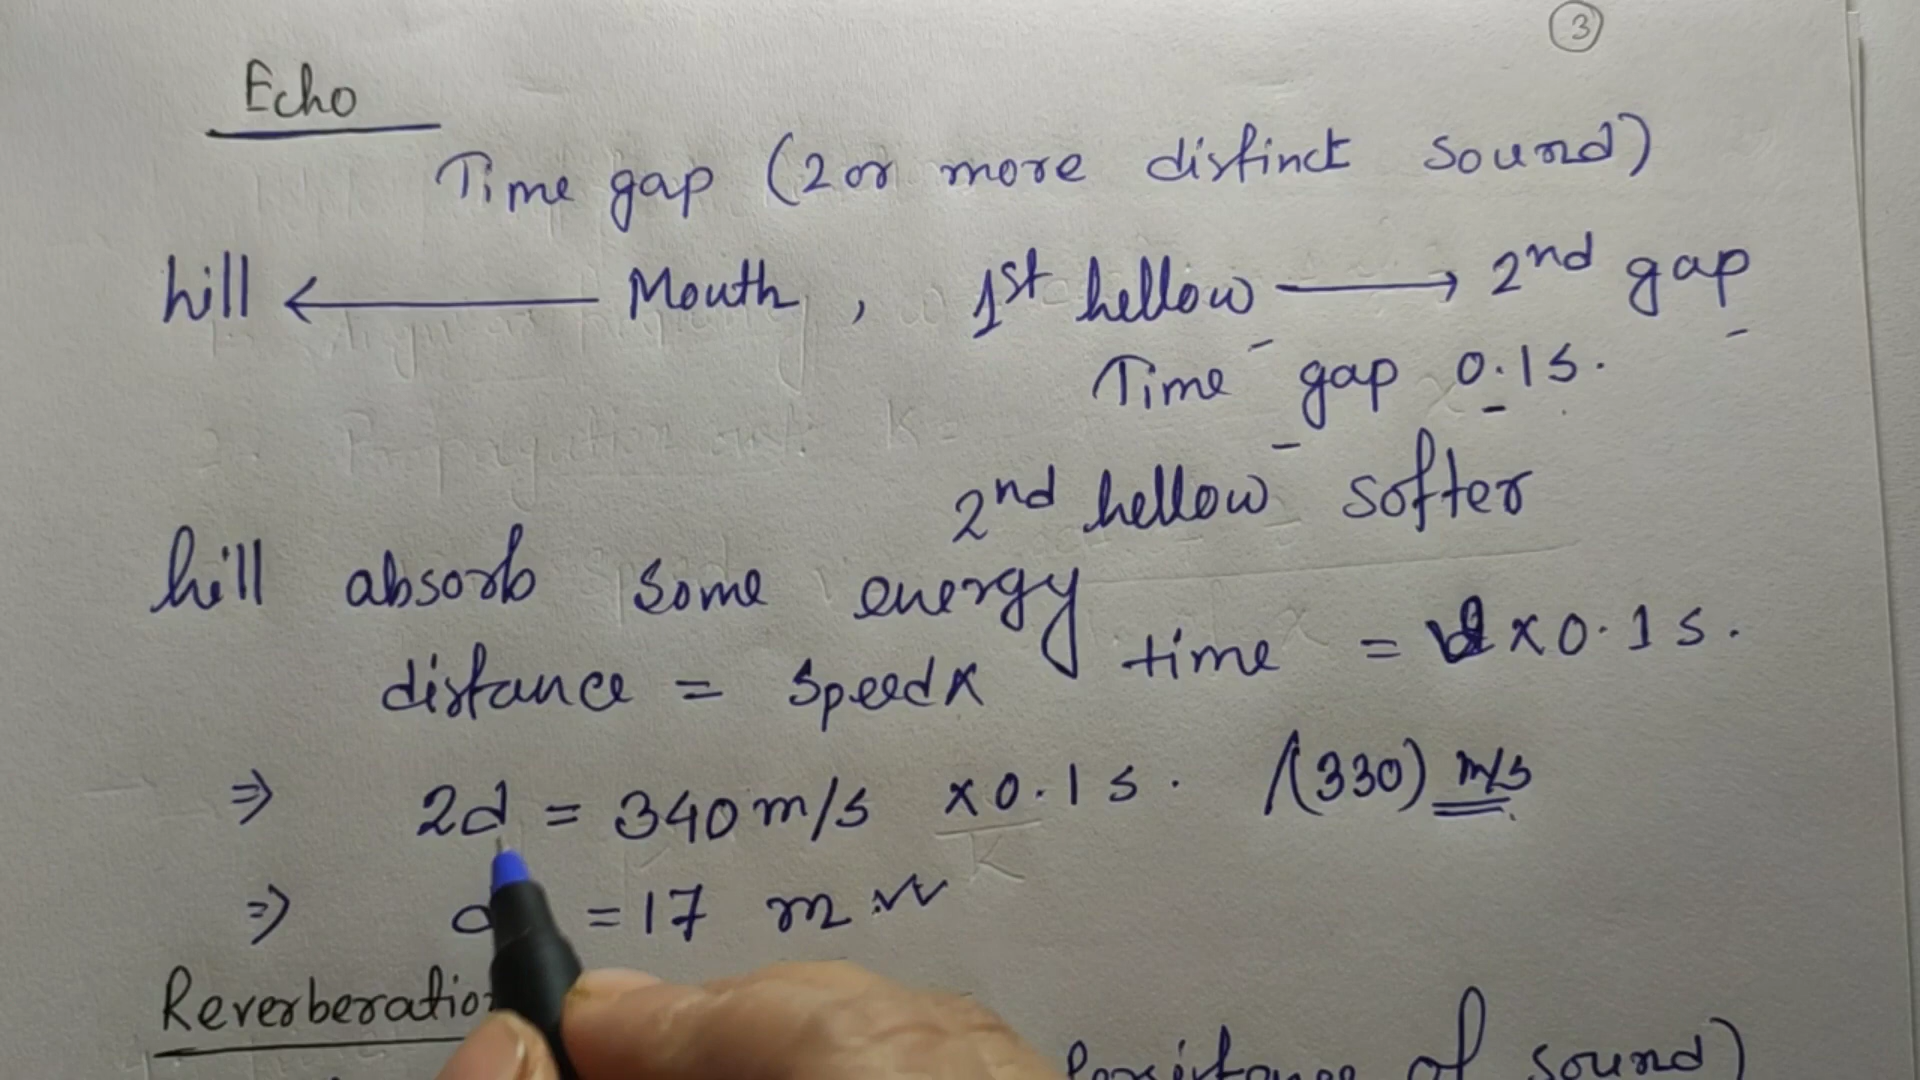 3
Echo
Time gap (2 or more distinct sound)
hill ← Mouth, 1st hellow → 2nd gap
Time gap 0.1s.
2nd hellow softer
hill absorb some energy
distance = speed x time = x 0.1 s.
⇒ 2d = 340 m/s x 0.1 s. /(330) m/s
⇒ d = 17 m
Reverberation
of sound)